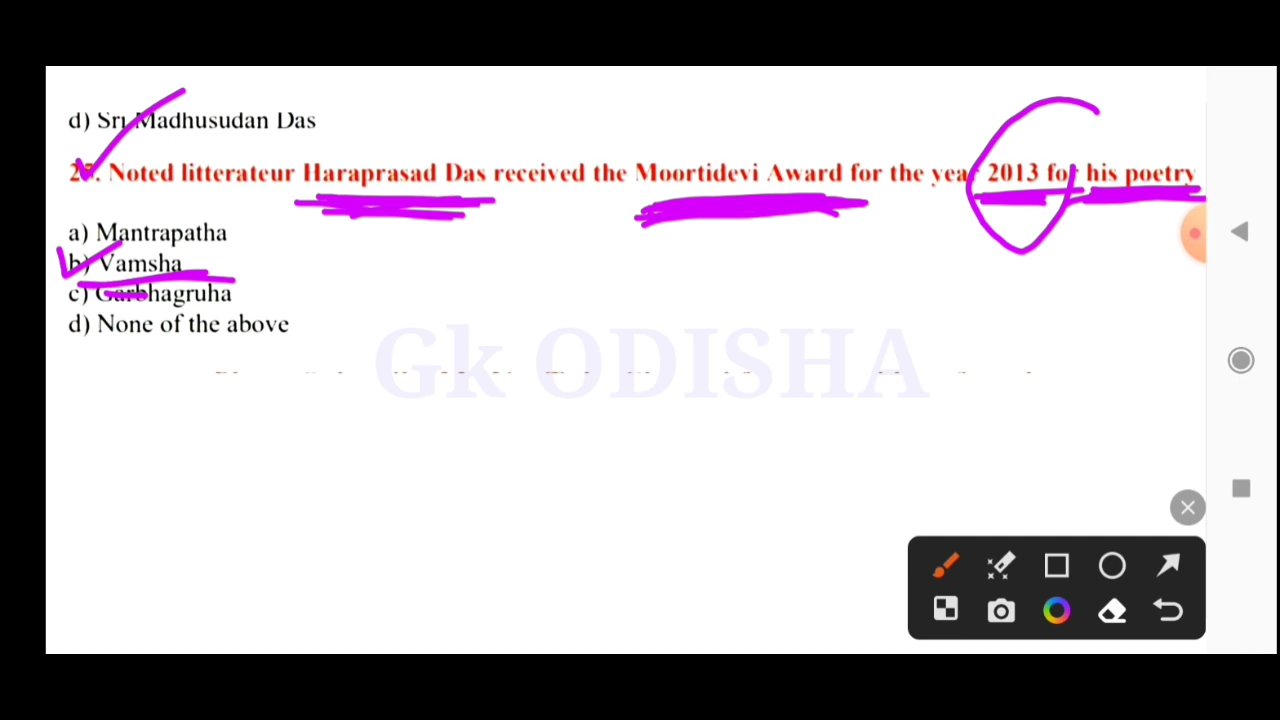 d) Sri Madhusudan Das
25. Noted litterateur Haraprasad Das received the Moortidevi Award for the year 2013 for his poetry
a) Mantrapatha
b) Vamsha
c) Garbhagruha
d) None of the above
Gk ODISHA